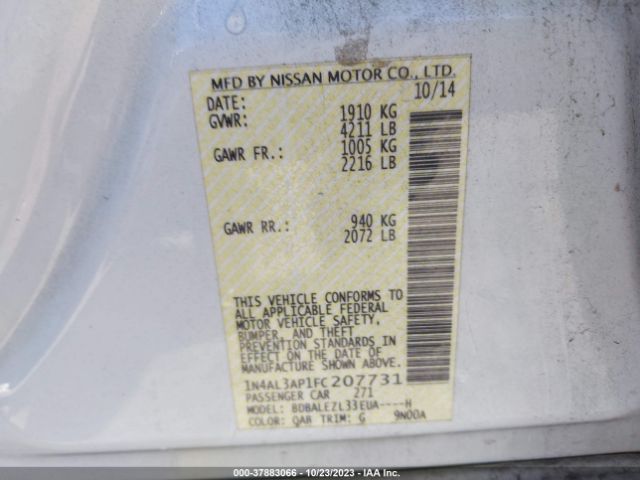 MFD BY NISSAN MOTOR CO., LTD.
DATE: 10/14
GVWR: 1910 KG
4211 LB
GAWR FR.: 1005 KG
2216 LB
GAWR RR.: 940 KG
2072 LB
THIS VEHICLE CONFORMS TO
ALL APPLICABLE FEDERAL
MOTOR VEHICLE SAFETY,
BUMPER, AND THEFT
PREVENTION STANDARDS IN
EFFECT ON THE DATE OF
MANUFACTURE SHOWN ABOVE.
1N4AL3AP1FC207731
PASSENGER CAR 271
MODEL: BDBALEZL33EUA----H
COLOR: QAB TRIM: G 9N00A
000-37883066 - 10/23/2023 - IAA Inc.